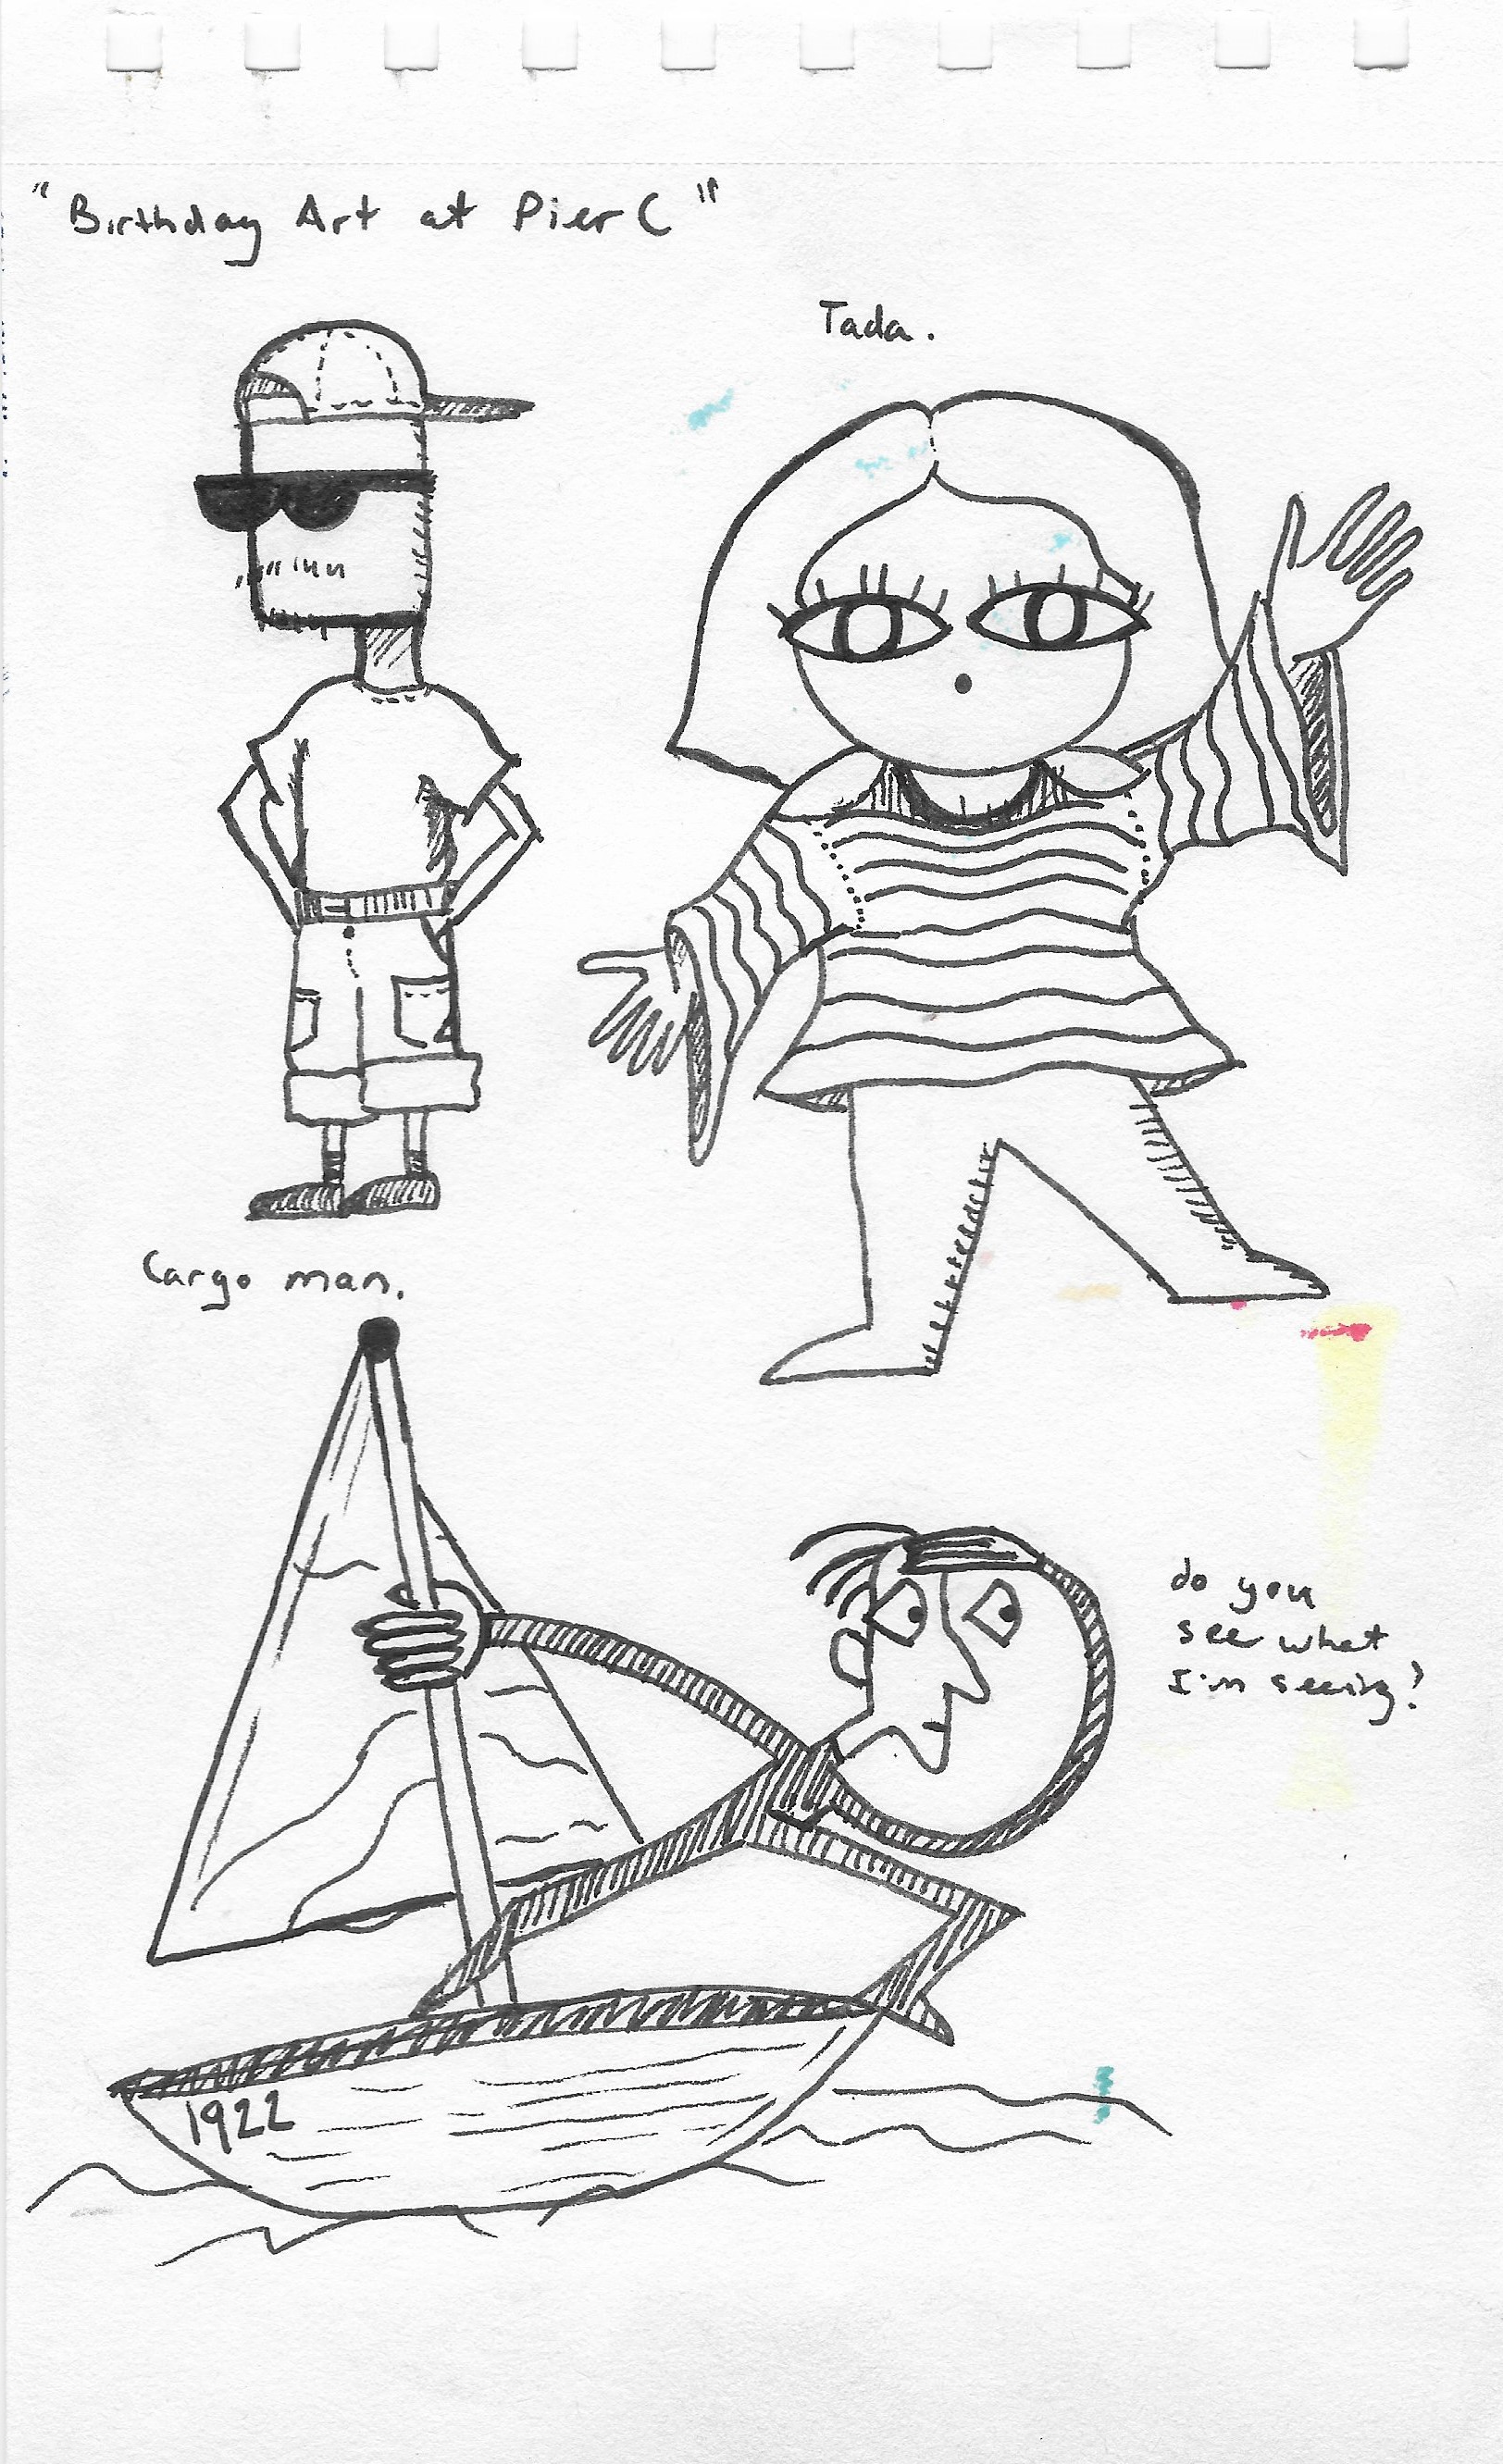 "Birthday Art at Pier C"
Tada.
Cargo man.
do you
see what
I'm seeing?
1922